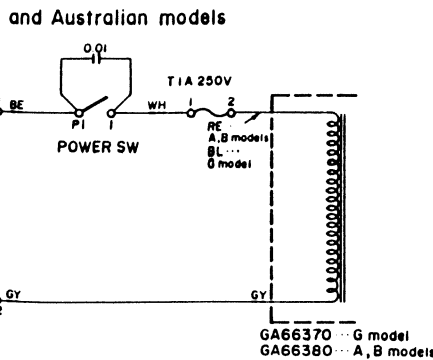 and Australian models
0.01
T1A 250V
BE
WH
1
2
P1
1
POWER SW
RE ···
A, B models
BL ···
G model
GY
GY
2
GA66370 ··· G model
GA66380 ··· A, B models